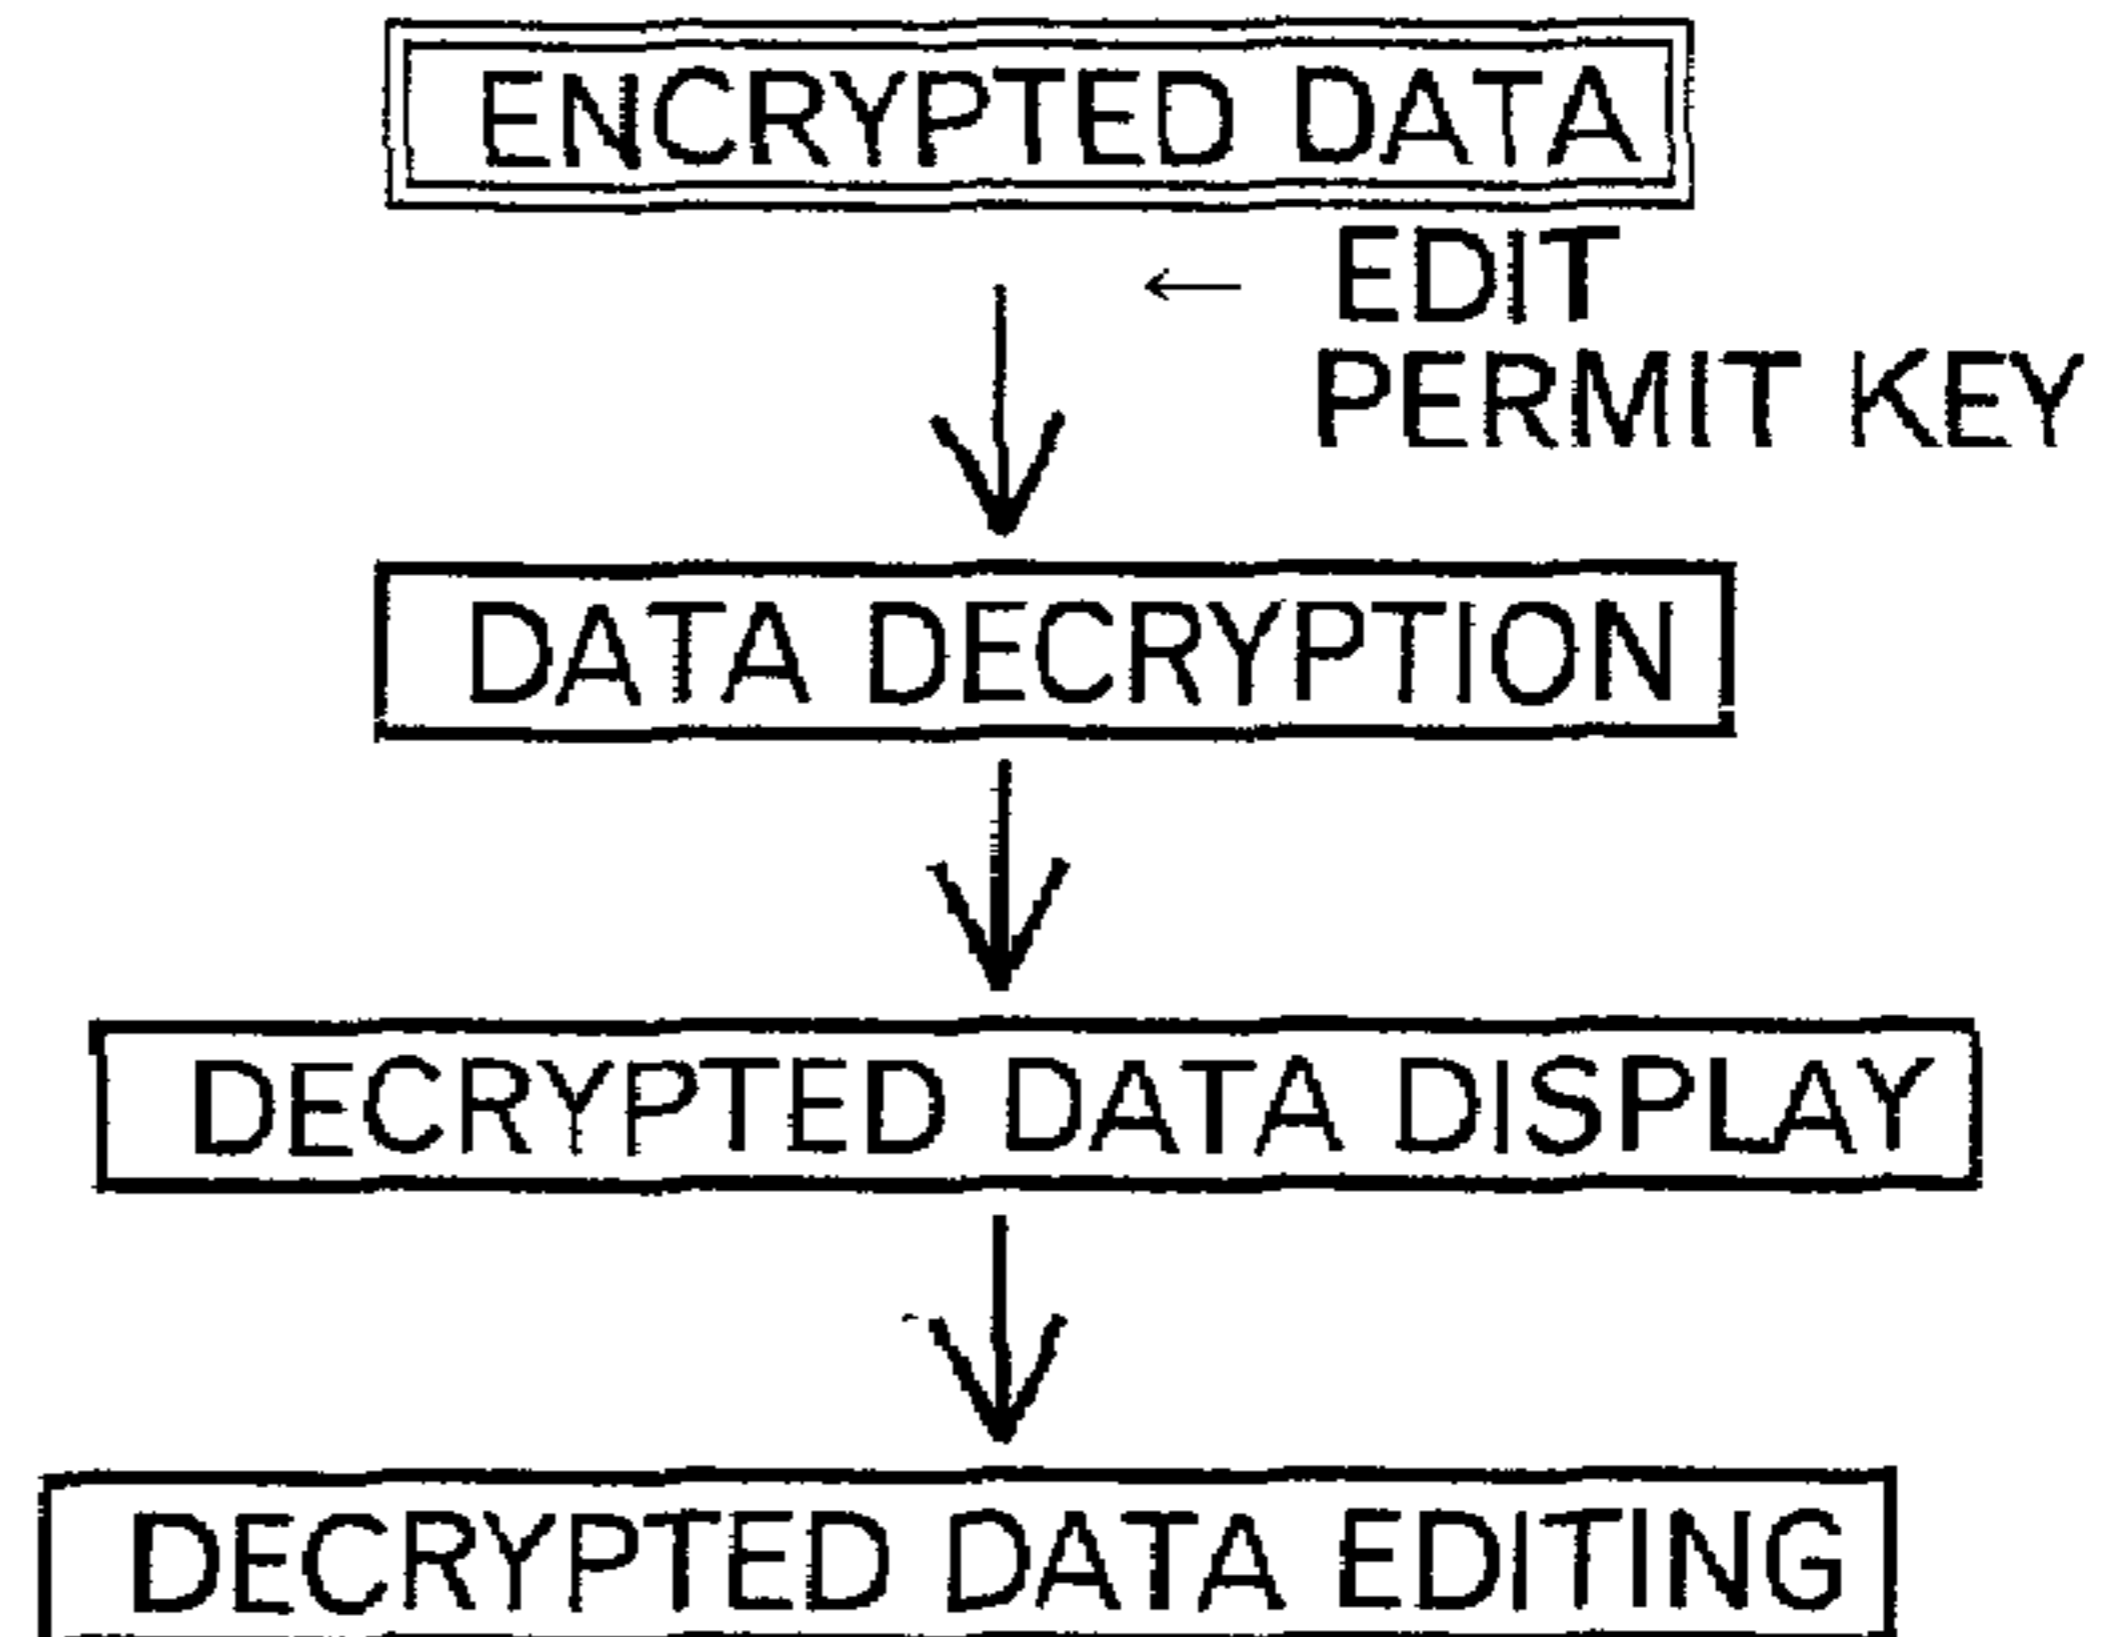 ENCRYPTED DATA
EDIT
PERMIT KEY
DATA DECRYPTION
DECRYPTED DATA DISPLAY
DECRYPTED DATA EDITING